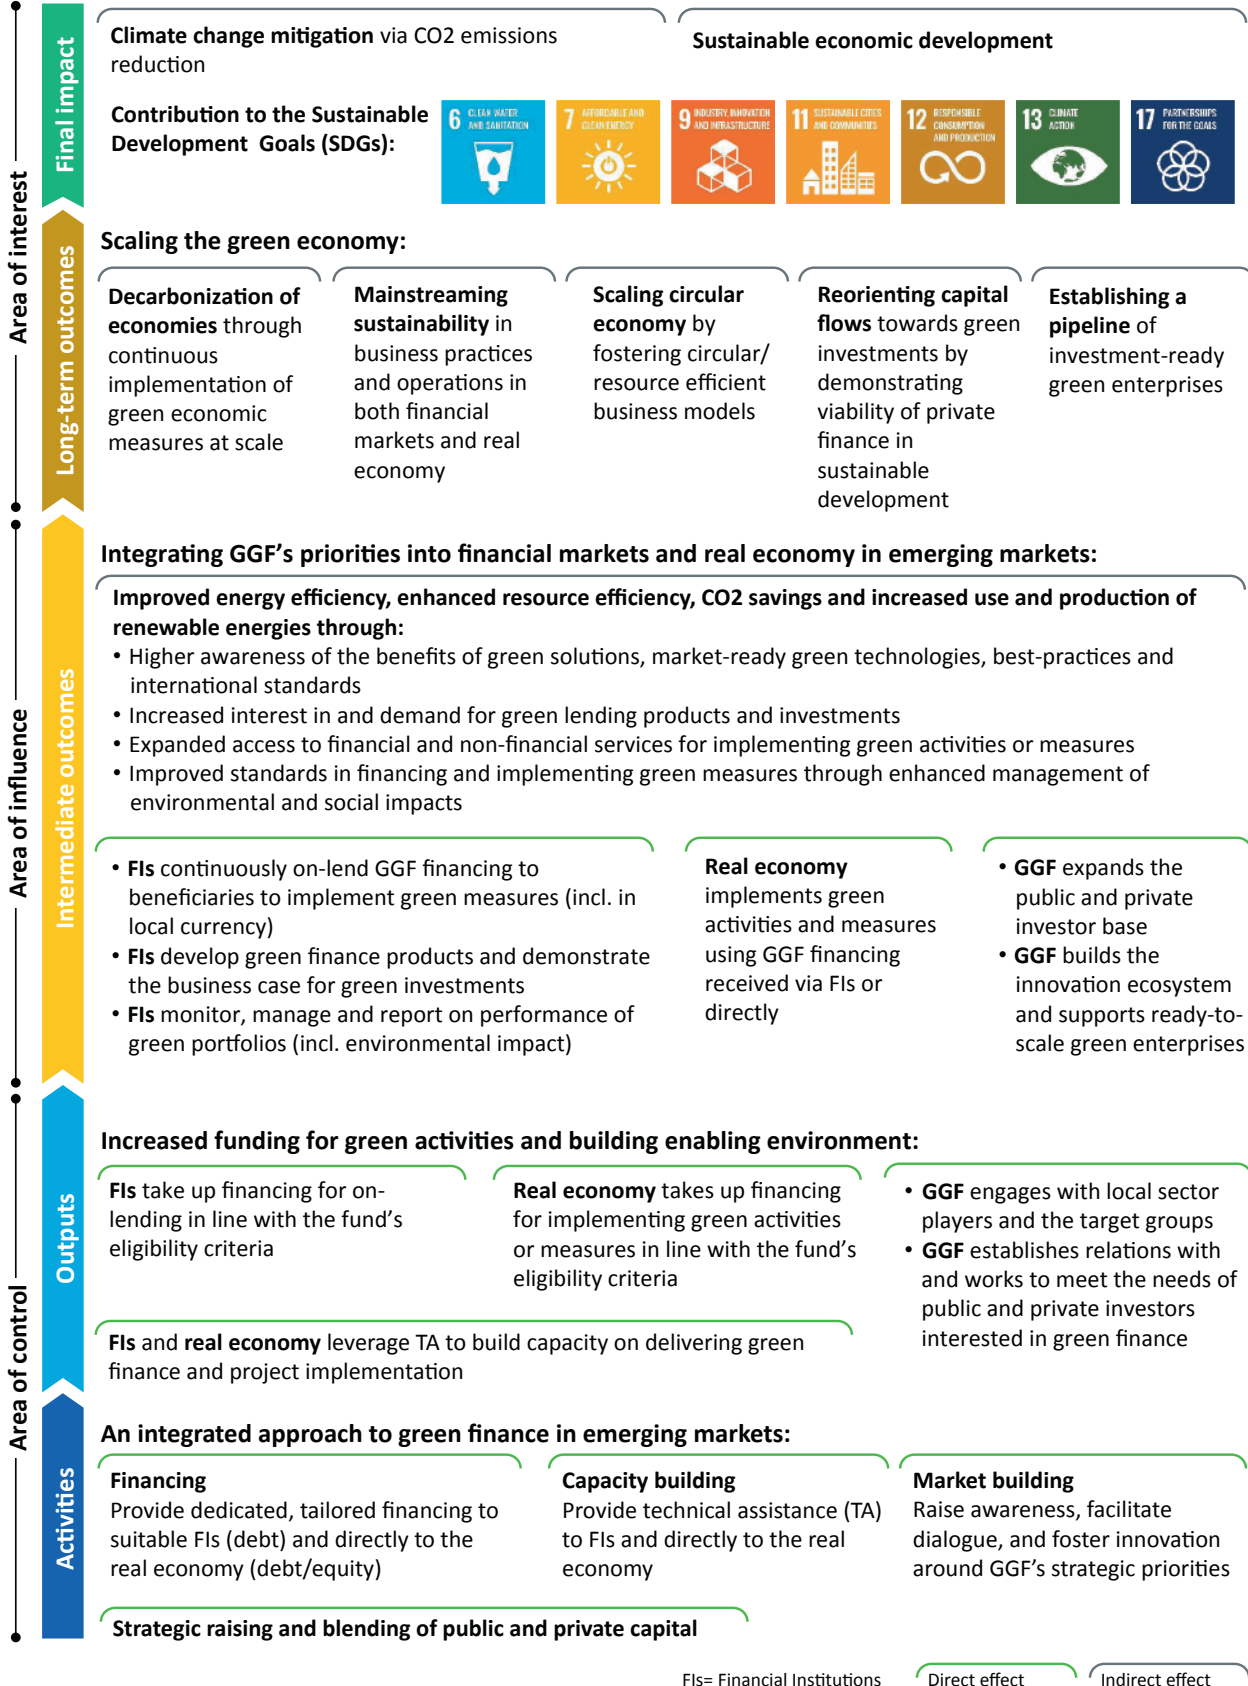 Climate change mitigation via CO2 emissions
reduction
Sustainable economic development
Contribution to the Sustainable
Development Goals (SDGs):
6 CLEAN WATER
AND SANITATION
7 AFFORDABLE AND
CLEAN ENERGY
9 INDUSTRY, INNOVATION
AND INFRASTRUCTURE
11 SUSTAINABLE CITIES
AND COMMUNITIES
12 RESPONSIBLE
CONSUMPTION
AND PRODUCTION
13 CLIMATE
ACTION
17 PARTNERSHIPS
FOR THE GOALS
Final impact
Area of interest
Scaling the green economy:
Decarbonization of
economies through
continuous
implementation of
green economic
measures at scale
Mainstreaming
sustainability in
business practices
and operations in
both financial
markets and real
economy
Scaling circular
economy by
fostering circular/
resource efficient
business models
Reorienting capital
flows towards green
investments by
demonstrating
viability of private
finance in
sustainable
development
Establishing a
pipeline of
investment-ready
green enterprises
Long-term outcomes
Integrating GGF's priorities into financial markets and real economy in emerging markets:
Improved energy efficiency, enhanced resource efficiency, CO2 savings and increased use and production of
renewable energies through:
• Higher awareness of the benefits of green solutions, market-ready green technologies, best-practices and
international standards
• Increased interest in and demand for green lending products and investments
• Expanded access to financial and non-financial services for implementing green activities or measures
• Improved standards in financing and implementing green measures through enhanced management of
environmental and social impacts
Area of influence
Intermediate outcomes
• FIs continuously on-lend GGF financing to
beneficiaries to implement green measures (incl. in
local currency)
• FIs develop green finance products and demonstrate
the business case for green investments
• FIs monitor, manage and report on performance of
green portfolios (incl. environmental impact)
Real economy
implements green
activities and measures
using GGF financing
received via FIs or
directly
• GGF expands the
public and private
investor base
• GGF builds the
innovation ecosystem
and supports ready-to-
scale green enterprises
Increased funding for green activities and building enabling environment:
FIs take up financing for on-
lending in line with the fund's
eligibility criteria
Real economy takes up financing
for implementing green activities
or measures in line with the fund's
eligibility criteria
• GGF engages with local sector
players and the target groups
• GGF establishes relations with
and works to meet the needs of
public and private investors
interested in green finance
FIs and real economy leverage TA to build capacity on delivering green
finance and project implementation
Outputs
Area of control
An integrated approach to green finance in emerging markets:
Financing
Provide dedicated, tailored financing to
suitable FIs (debt) and directly to the
real economy (debt/equity)
Capacity building
Provide technical assistance (TA)
to FIs and directly to the real
economy
Market building
Raise awareness, facilitate
dialogue, and foster innovation
around GGF's strategic priorities
Activities
Strategic raising and blending of public and private capital
FIs= Financial Institutions
Direct effect
Indirect effect